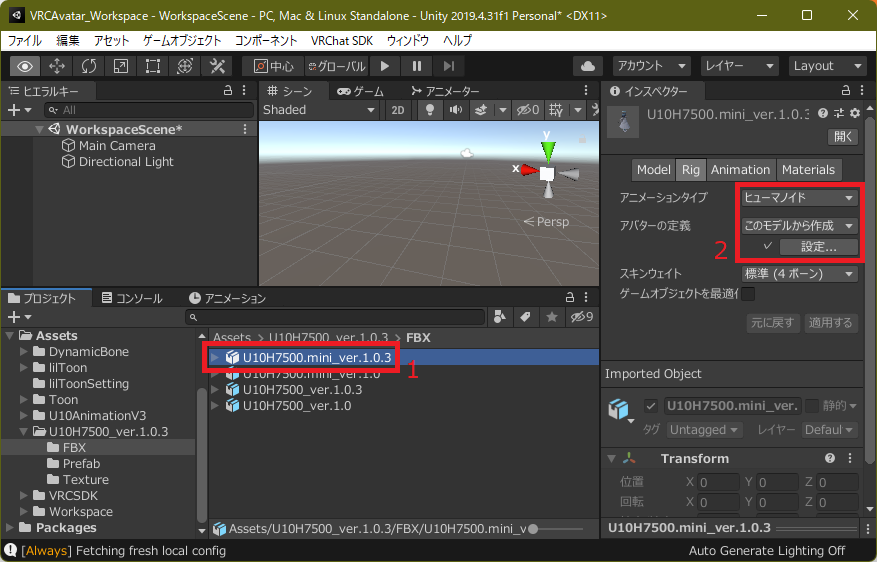 VRCAvatar_Workspace - WorkspaceScene - PC, Mac & Linux Standalone - Unity 2019.4.31f1 Personal* <DX11>
ファイル 編集 アセット ゲームオブジェクト コンポーネント VRChat SDK ウィンドウ ヘルプ
中心 グローバル アカウント レイヤー Layout
ヒエラルキー
All
WorkspaceScene*
Main Camera
Directional Light
シーン ゲーム アニメーター
Shaded 2D 0
y
x
Persp
インスペクター
U10H7500.mini_ver.1.0.3
開く
Model Rig Animation Materials
アニメーションタイプ ヒューマノイド
アバターの定義 このモデルから作成
2
設定...
スキンウェイト 標準 (4 ボーン)
ゲームオブジェクトを最適化
元に戻す 適用する
プロジェクト コンソール アニメーション
9
Assets
DynamicBone
lilToon
lilToonSetting
Toon
U10AnimationV3
U10H7500_ver.1.0.3
FBX
Prefab
Texture
VRCSDK
Workspace
Packages
Assets > U10H7500_ver.1.0.3 > FBX
U10H7500.mini_ver.1.0.3
1
U10H7500.mini_ver.1.0
U10H7500_ver.1.0.3
U10H7500_ver.1.0
Assets/U10H7500_ver.1.0.3/FBX/U10H7500.mini_v
Imported Object
U10H7500.mini_ver. 静的
タグ Untagged レイヤー Defaul
Transform
位置 X 0 Y 0 Z 0
回転 X 0 Y 0 Z 0
U10H7500.mini_ver.1.0.3
[Always] Fetching fresh local config
Auto Generate Lighting Off